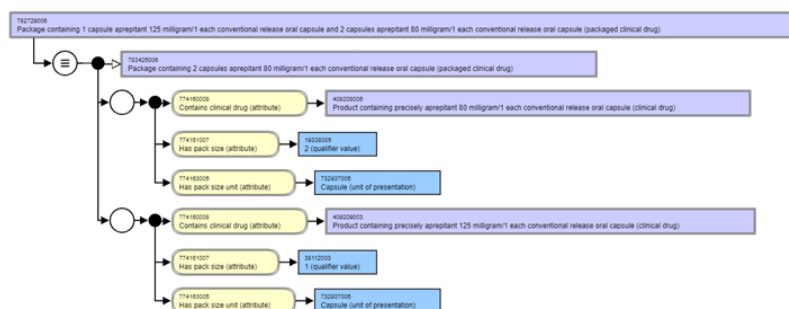 782729006
Package containing 1 capsule aprepitant 125 milligram/1 each conventional release oral capsule and 2 capsules aprepitant 80 milligram/1 each conventional release oral capsule (packaged clinical drug)
783425006
Package containing 2 capsules aprepitant 80 milligram/1 each conventional release oral capsule (packaged clinical drug)
774160008
Contains clinical drug (attribute)
409208006
Product containing precisely aprepitant 80 milligram/1 each conventional release oral capsule (clinical drug)
774161007
Has pack size (attribute)
19338005
2 (qualifier value)
774163005
Has pack size unit (attribute)
732937005
Capsule (unit of presentation)
774160008
Contains clinical drug (attribute)
409209003
Product containing precisely aprepitant 125 milligram/1 each conventional release oral capsule (clinical drug)
774161007
Has pack size (attribute)
38112003
1 (qualifier value)
774163005
Has pack size unit (attribute)
732937005
Capsule (unit of presentation)